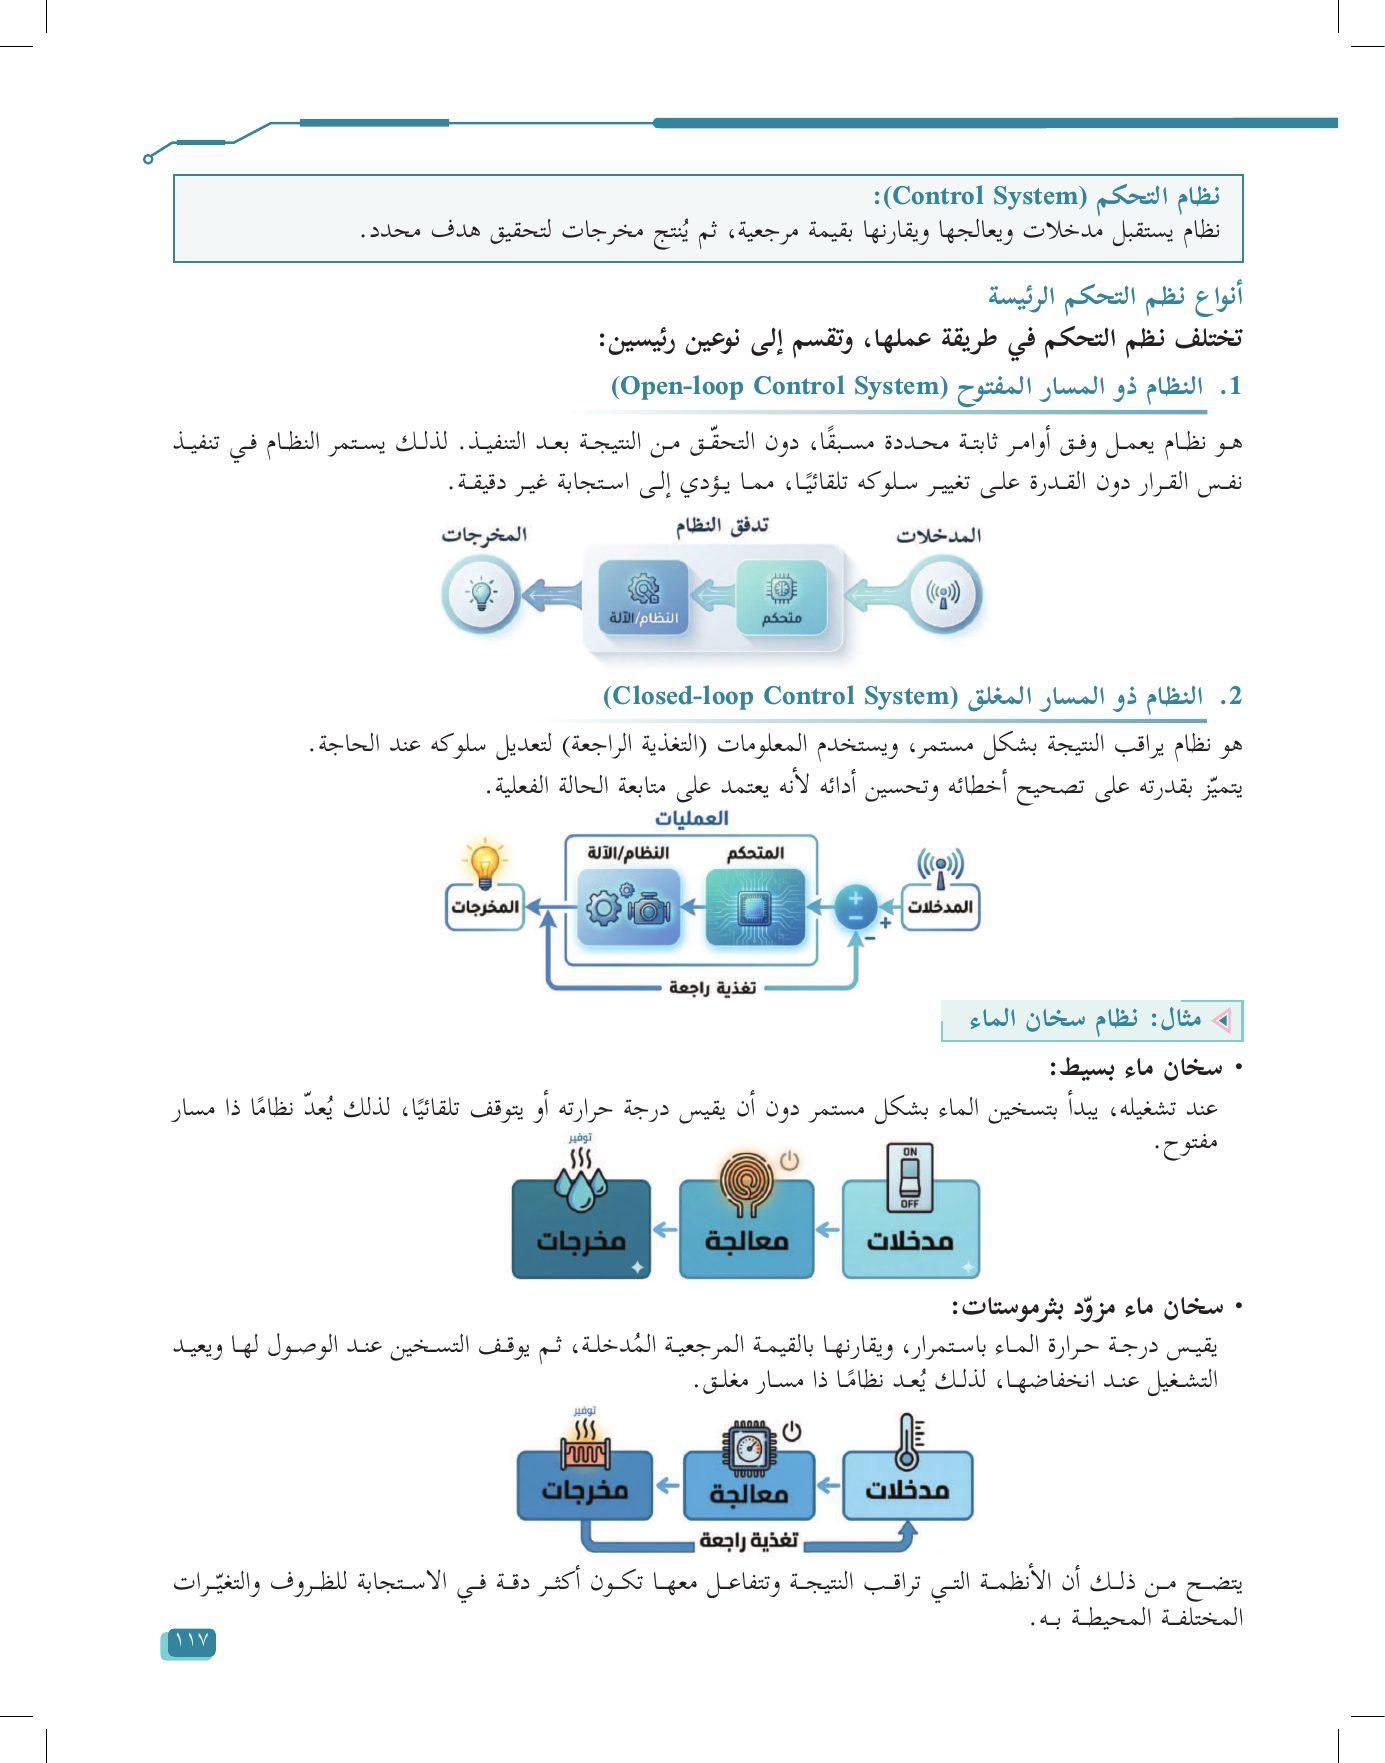 نظام التحكم (Control System):
نظام يستقبل مدخلات ويعالجها ويقارنها بقيمة مرجعية، ثم يُنتج مخرجات لتحقيق هدف محدد.
أنواع نظم التحكم الرئيسة
تختلف نظم التحكم في طريقة عملها، وتقسم إلى نوعين رئيسين:
1. النظام ذو المسار المفتوح (Open-loop Control System)
هو نظام يعمل وفق أوامر ثابتة محددة مسبقًا، دون التحقّق من النتيجة بعد التنفيذ. لذلك يستمر النظام في تنفيذ
نفس القرار دون القدرة على تغيير سلوكه تلقائيًا، مما يؤدي إلى استجابة غير دقيقة.
المدخلات
تدفق النظام
المخرجات
متحكم
النظام/الآلة
2. النظام ذو المسار المغلق (Closed-loop Control System)
هو نظام يراقب النتيجة بشكل مستمر، ويستخدم المعلومات (التغذية الراجعة) لتعديل سلوكه عند الحاجة.
يتميّز بقدرته على تصحيح أخطائه وتحسين أدائه لأنه يعتمد على متابعة الحالة الفعلية.
العمليات
المتحكم
النظام/الآلة
المدخلات
+
−
+
−
المخرجات
تغذية راجعة
مثال: نظام سخان الماء
• سخان ماء بسيط:
عند تشغيله، يبدأ بتسخين الماء بشكل مستمر دون أن يقيس درجة حرارته أو يتوقف تلقائيًا، لذلك يُعدّ نظامًا ذا مسار
مفتوح.
توفير
ON
OFF
مدخلات
معالجة
مخرجات
• سخان ماء مزوّد بثرموستات:
يقيس درجة حرارة الماء باستمرار، ويقارنها بالقيمة المرجعية المُدخلة، ثم يوقف التسخين عند الوصول لها ويعيد
التشغيل عند انخفاضها، لذلك يُعد نظامًا ذا مسار مغلق.
توفير
مدخلات
معالجة
مخرجات
تغذية راجعة
يتضح من ذلك أن الأنظمة التي تراقب النتيجة وتتفاعل معها تكون أكثر دقة في الاستجابة للظروف والتغيّرات
المختلفة المحيطة به.
١١٧